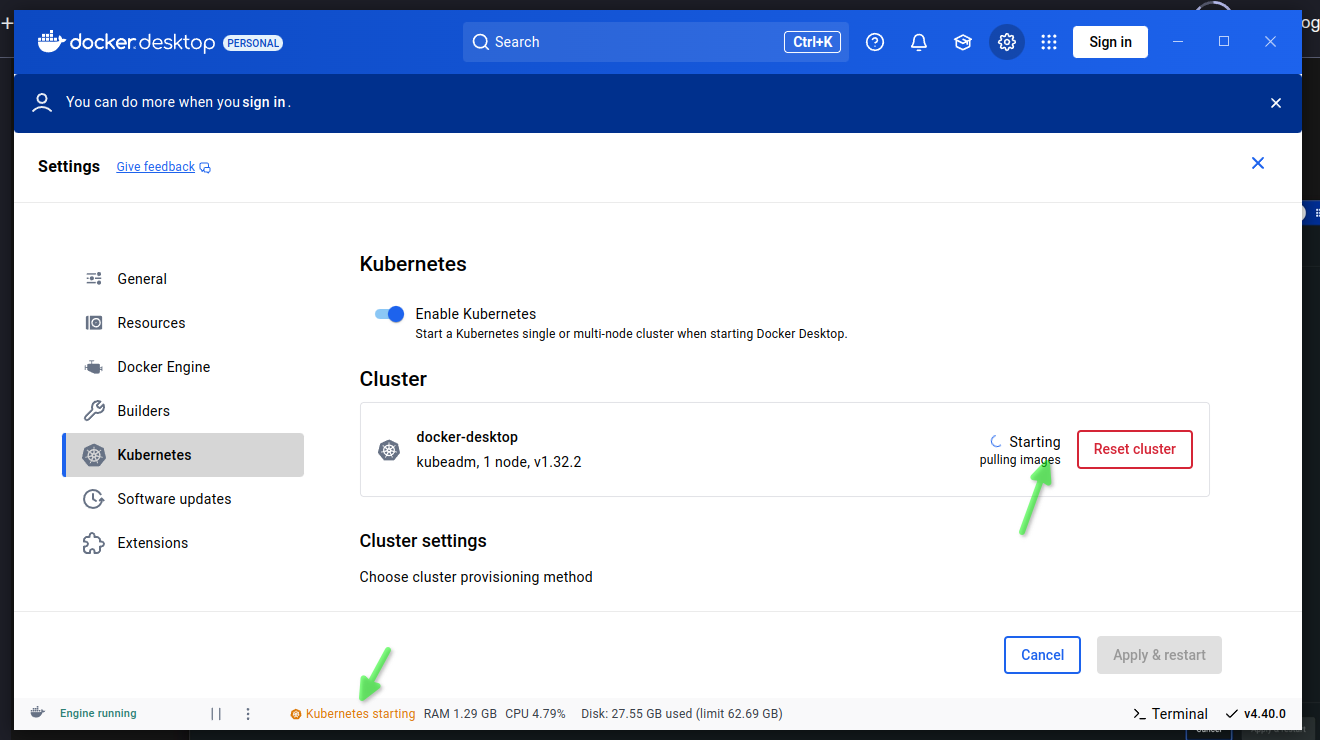 docker desktop PERSONAL
Search Ctrl+K
Sign in
You can do more when you sign in.
Settings Give feedback
General
Resources
Docker Engine
Builders
Kubernetes
Software updates
Extensions
Kubernetes
Enable Kubernetes
Start a Kubernetes single or multi-node cluster when starting Docker Desktop.
Cluster
docker-desktop
kubeadm, 1 node, v1.32.2
Starting
pulling images
Reset cluster
Cluster settings
Choose cluster provisioning method
Cancel Apply & restart
Engine running Kubernetes starting RAM 1.29 GB CPU 4.79% Disk: 27.55 GB used (limit 62.69 GB) Terminal v4.40.0